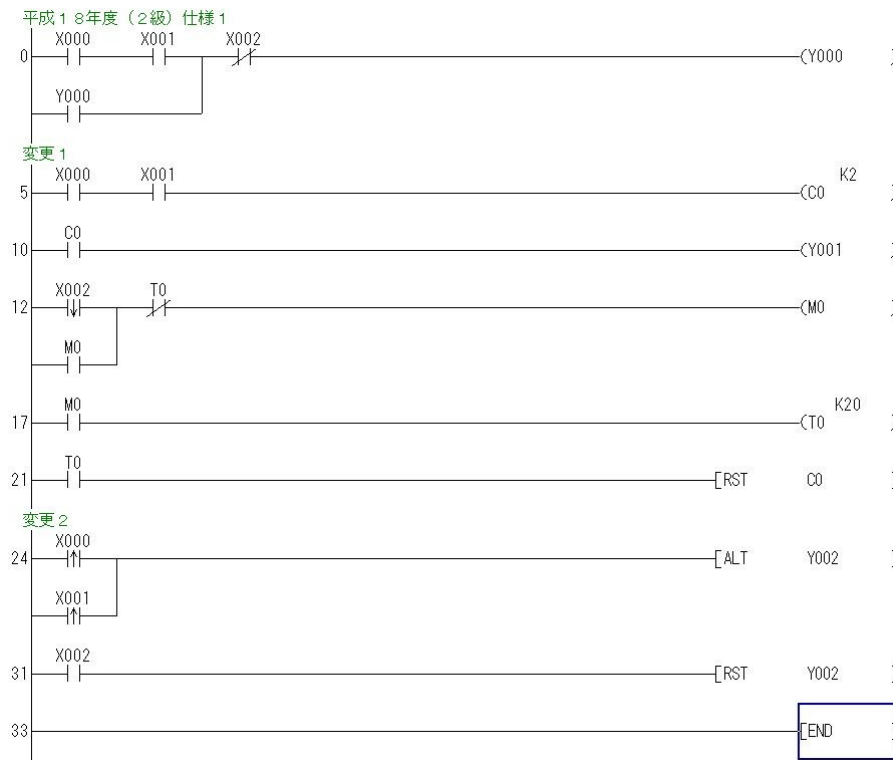 平成１８年度（２級）仕様１
X000 X001 X002
0 (Y000 )
Y000
変更１
X000 X001 K2
5 (C0 )
C0
10 (Y001 )
X002 T0
12 (M0 )
M0
M0 K20
17 (T0 )
T0
21 [RST C0 ]
変更２
X000
24 [ALT Y002 ]
X001
X002
31 [RST Y002 ]
33 [END ]